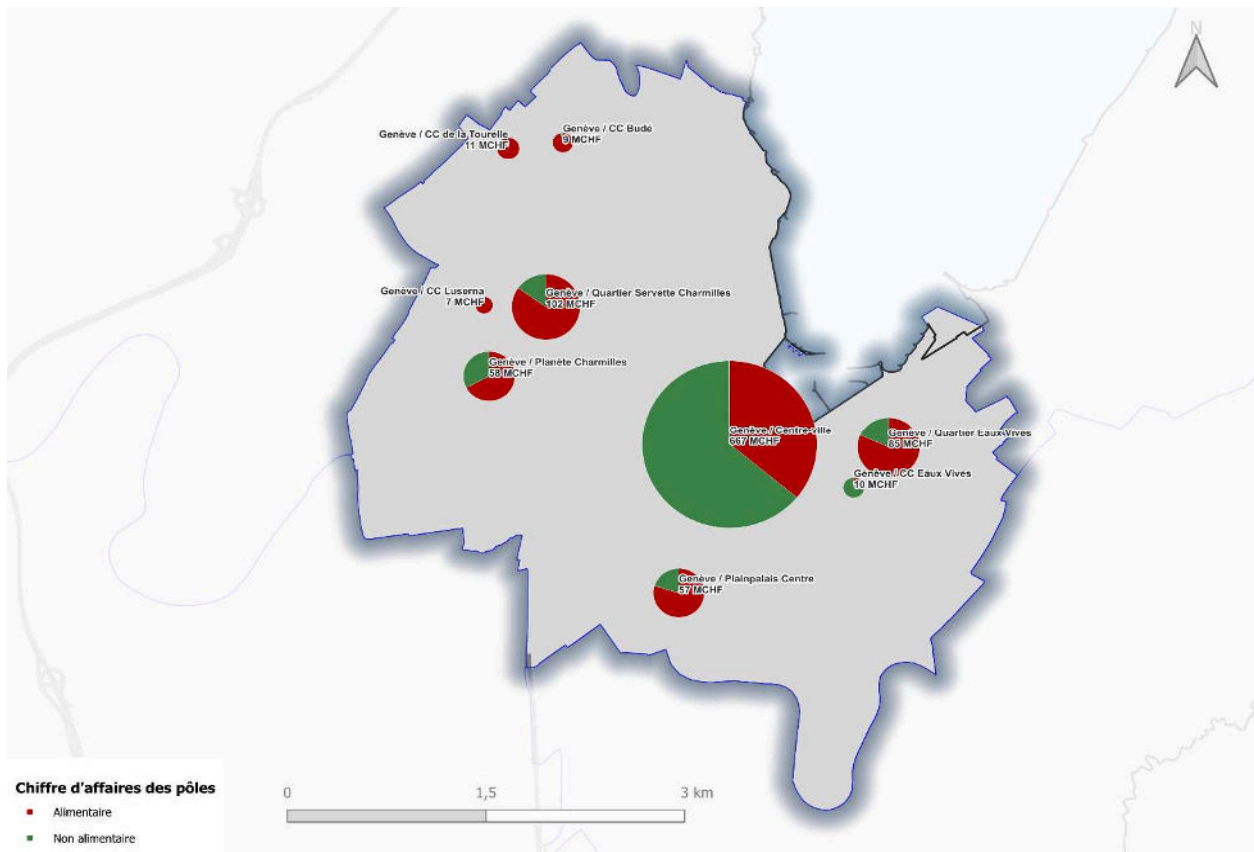 N
Genève / CC de la Tourelle
11 MCHF
Genève / CC Budé
9 MCHF
Genève / CC Luserna
7 MCHF
Genève / Quartier Servette Charmilles
102 MCHF
Genève / Planète Charmilles
58 MCHF
Genève / Centre-ville
667 MCHF
Genève / Quartier Eaux Vives
85 MCHF
Genève / CC Eaux Vives
10 MCHF
Genève / Plainpalais Centre
57 MCHF
Chiffre d'affaires des pôles
Alimentaire
Non alimentaire
0 1,5 3 km